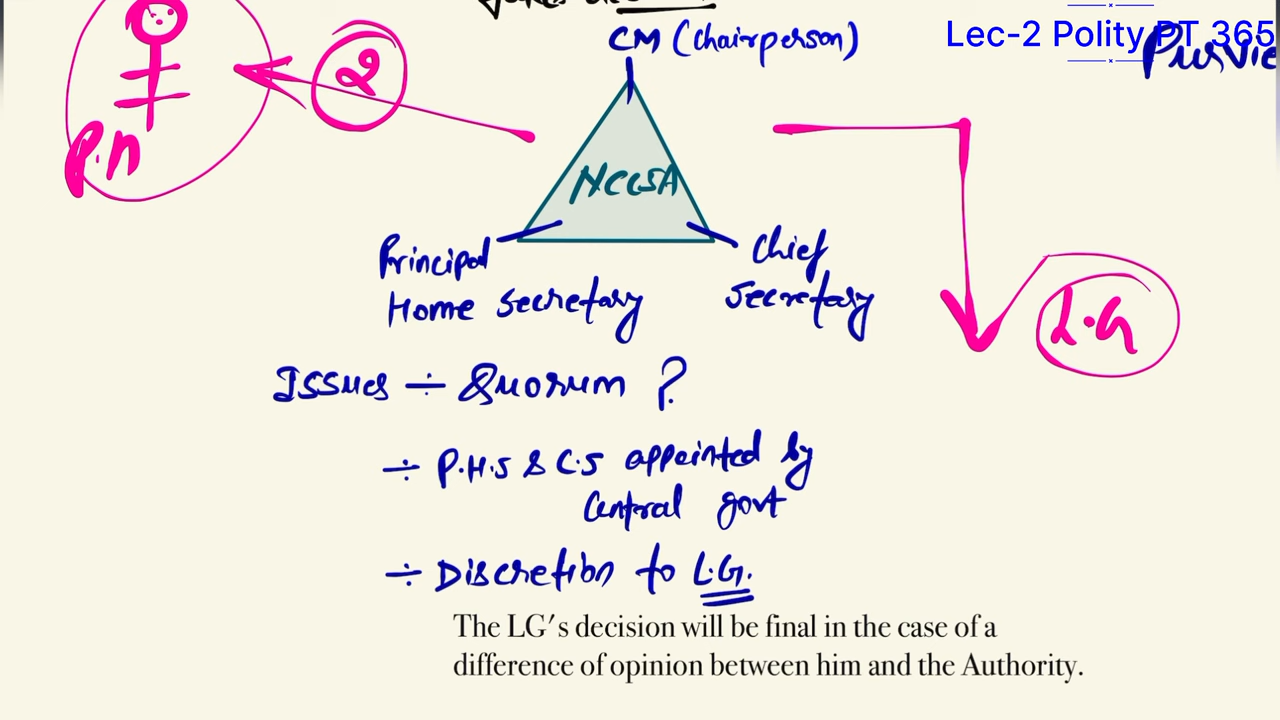 CM (Chairperson)
Lec-2 Polity PT 365
2
P.M
NCCSA
Principal
Home Secretary
Chief
Secretary
L.G
Issues ÷ Quorum ?
÷ P.H.S & C.S appointed by
Central govt
÷ Discretion to L.G.
The LG's decision will be final in the case of a
difference of opinion between him and the Authority.